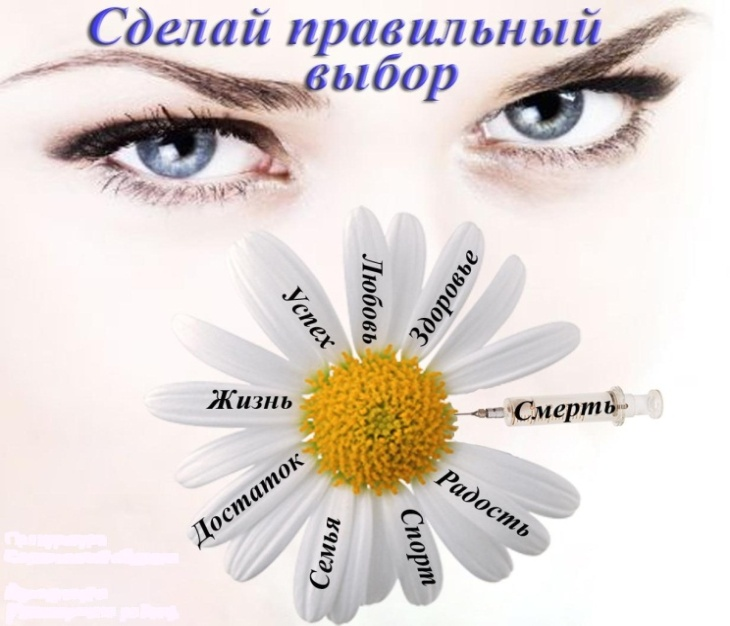 Сделай правильный
выбор
Успех
Любовь
Здоровье
Жизнь
Смерть
Достаток
Семья
Спорт
Радость